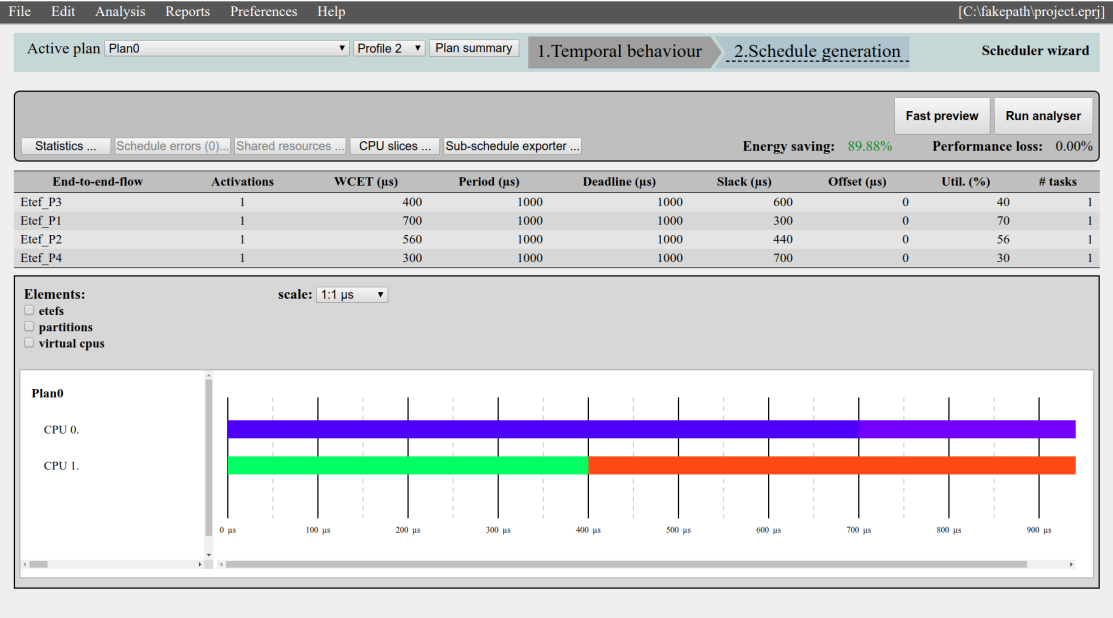 File Edit Analysis Reports Preferences Help [C:\fakepath\project.eprj]
Active plan Plan0 Profile 2 Plan summary 1.Temporal behaviour 2.Schedule generation Scheduler wizard
Fast preview Run analyser
Statistics ... Schedule errors (0)... Shared resources ... CPU slices ... Sub-schedule exporter ... Energy saving: 89.88% Performance loss: 0.00%
End-to-end-flow Activations WCET (µs) Period (µs) Deadline (µs) Slack (µs) Offset (µs) Util. (%) # tasks
Etef_P3 1 400 1000 1000 600 0 40 1
Etef_P1 1 700 1000 1000 300 0 70 1
Etef_P2 1 560 1000 1000 440 0 56 1
Etef_P4 1 300 1000 1000 700 0 30 1
Elements: scale: 1:1 µs
etefs
partitions
virtual cpus
Plan0
CPU 0.
CPU 1.
0 µs 100 µs 200 µs 300 µs 400 µs 500 µs 600 µs 700 µs 800 µs 900 µs